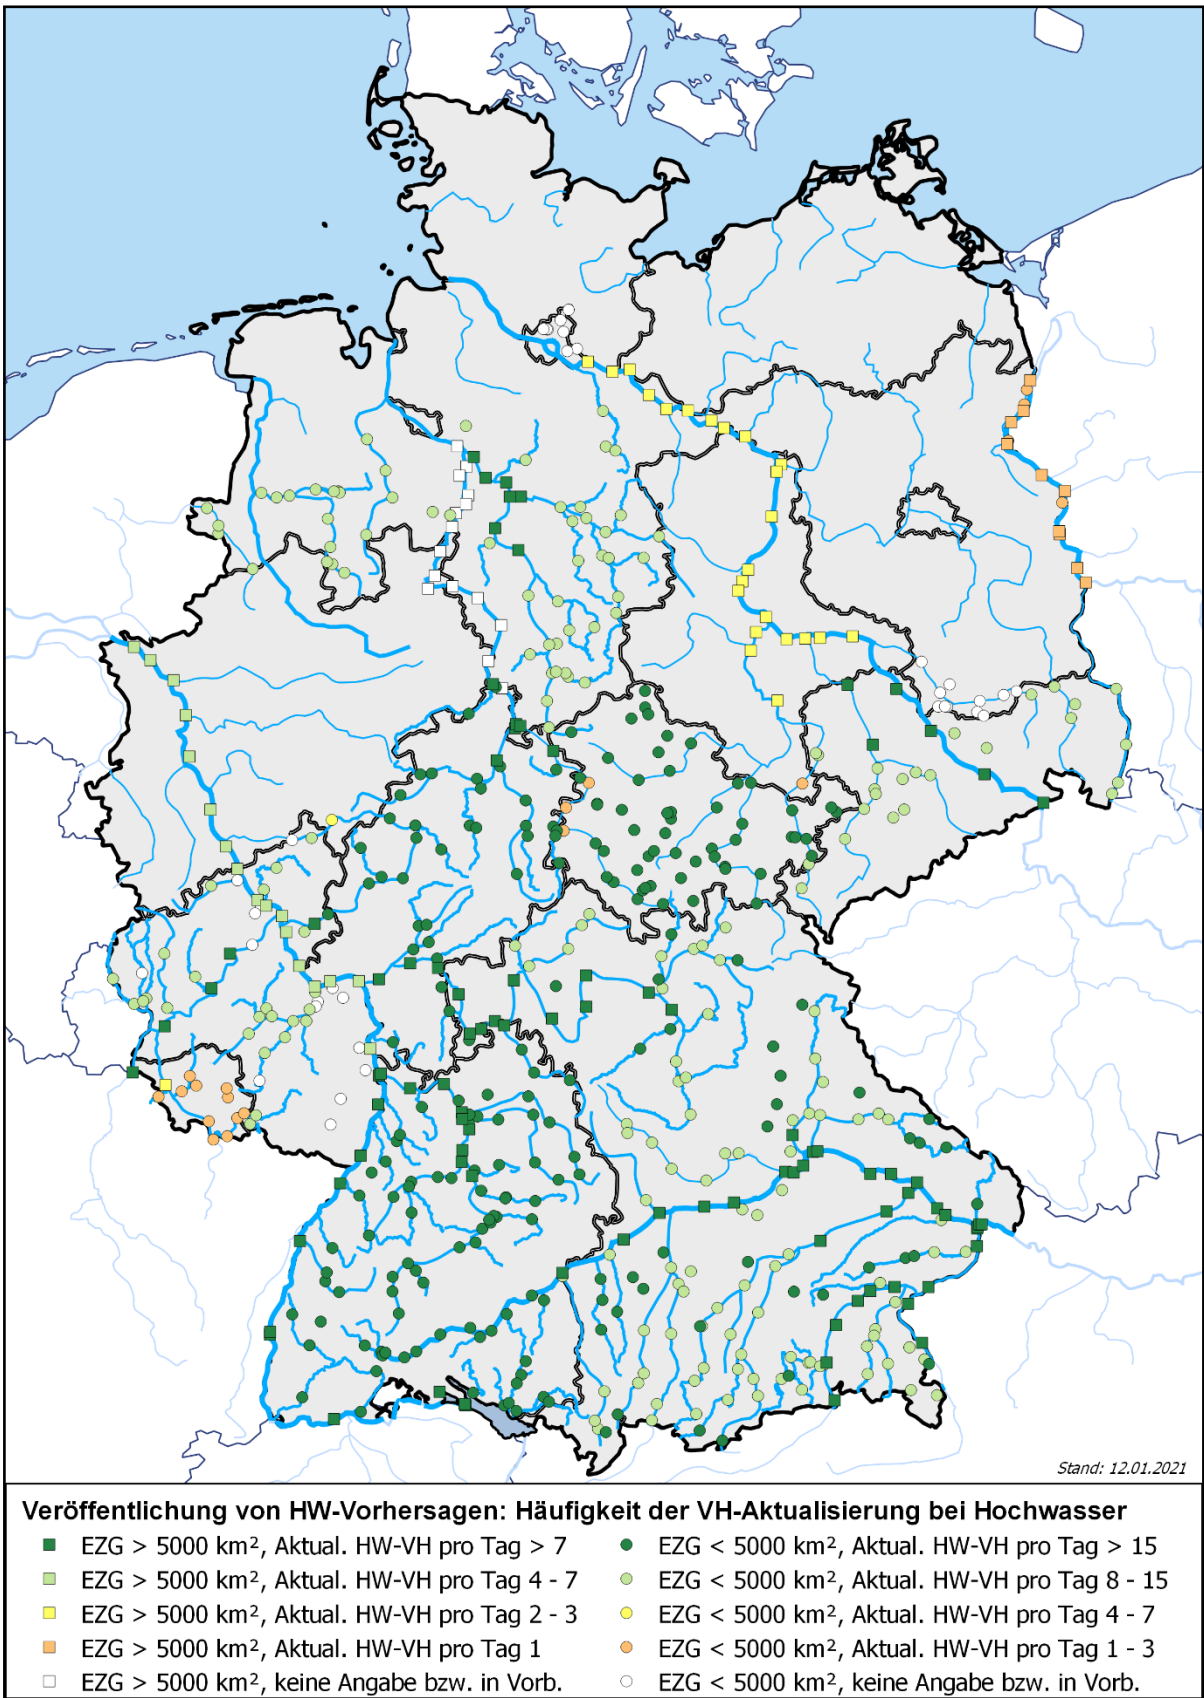 Stand: 12.01.2021
Veröffentlichung von HW-Vorhersagen: Häufigkeit der VH-Aktualisierung bei Hochwasser
EZG > 5000 km², Aktual. HW-VH pro Tag > 7
EZG > 5000 km², Aktual. HW-VH pro Tag 4 - 7
EZG > 5000 km², Aktual. HW-VH pro Tag 2 - 3
EZG > 5000 km², Aktual. HW-VH pro Tag 1
EZG > 5000 km², keine Angabe bzw. in Vorb.
EZG < 5000 km², Aktual. HW-VH pro Tag > 15
EZG < 5000 km², Aktual. HW-VH pro Tag 8 - 15
EZG < 5000 km², Aktual. HW-VH pro Tag 4 - 7
EZG < 5000 km², Aktual. HW-VH pro Tag 1 - 3
EZG < 5000 km², keine Angabe bzw. in Vorb.